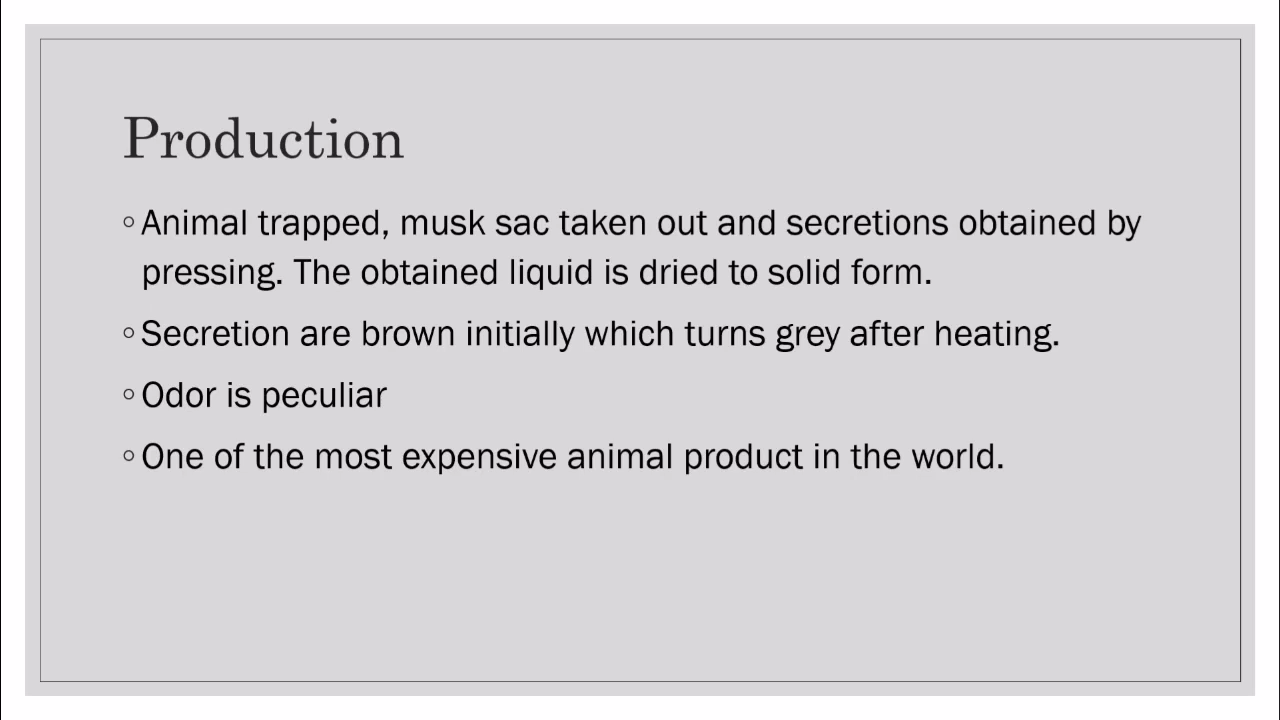 Production
◦Animal trapped, musk sac taken out and secretions obtained by
pressing. The obtained liquid is dried to solid form.
◦Secretion are brown initially which turns grey after heating.
◦Odor is peculiar
◦One of the most expensive animal product in the world.